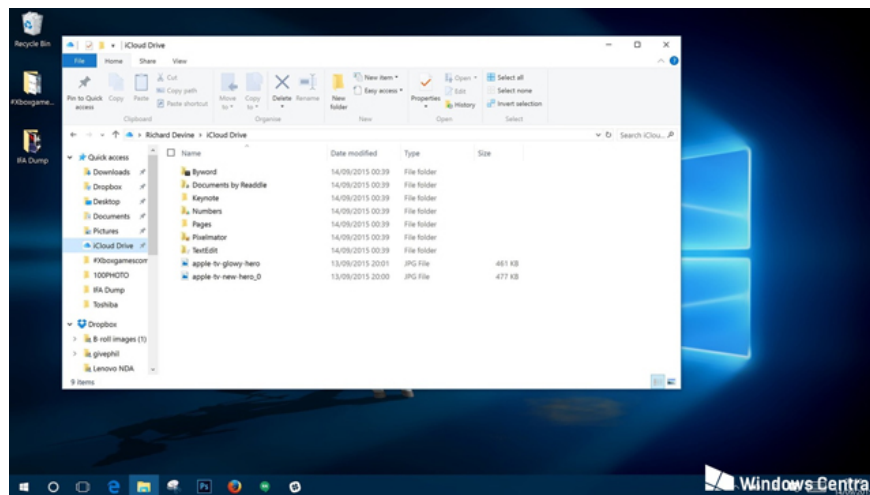 Recycle Bin
#Xboxgame...
IFA Dump
iCloud Drive
File Home Share View
Pin to Quick access
Copy
Paste
Cut
Copy path
Paste shortcut
Clipboard
Move to
Copy to
Delete
Rename
Organise
New folder
New item
Easy access
New
Properties
Open
Edit
History
Open
Select all
Select none
Invert selection
Select
Richard Devine > iCloud Drive
Search iClou...
Quick access
Downloads
Dropbox
Desktop
Documents
Pictures
iCloud Drive
#Xboxgamescom
100PHOTO
IFA Dump
Toshiba
Dropbox
B-roll images (1)
givephil
Lenovo NDA
Name Date modified Type Size
Byword 14/09/2015 00:39 File folder
Documents by Readdle 14/09/2015 00:39 File folder
Keynote 14/09/2015 00:39 File folder
Numbers 14/09/2015 00:39 File folder
Pages 14/09/2015 00:39 File folder
Pixelmator 14/09/2015 00:39 File folder
TextEdit 14/09/2015 00:39 File folder
apple-tv-glowy-hero 13/09/2015 20:01 JPG File 461 KB
apple-tv-new-hero_0 13/09/2015 20:00 JPG File 477 KB
9 items
Ps
Windows Centra